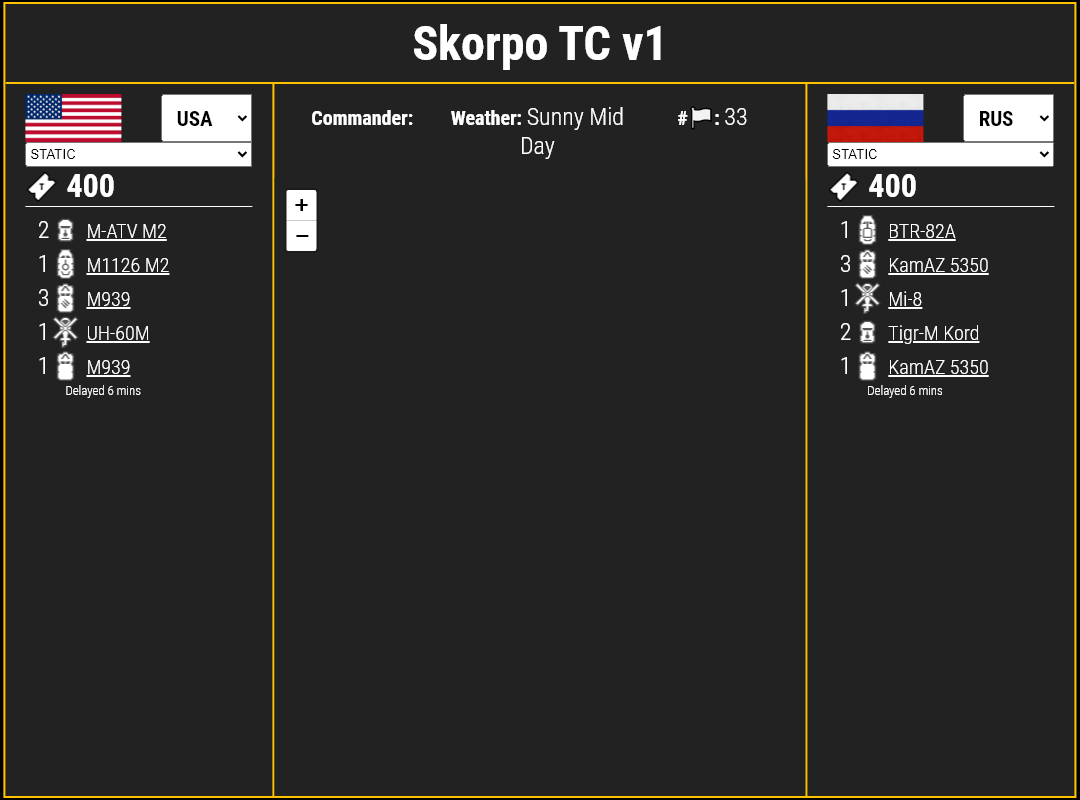 Skorpo TC v1
USA
STATIC
400
2 M-ATV M2
1 M1126 M2
3 M939
1 UH-60M
1 M939
Delayed 6 mins
Commander:
Weather: Sunny Mid
Day
# : 33
+
−
RUS
STATIC
400
1 BTR-82A
3 KamAZ 5350
1 Mi-8
2 Tigr-M Kord
1 KamAZ 5350
Delayed 6 mins